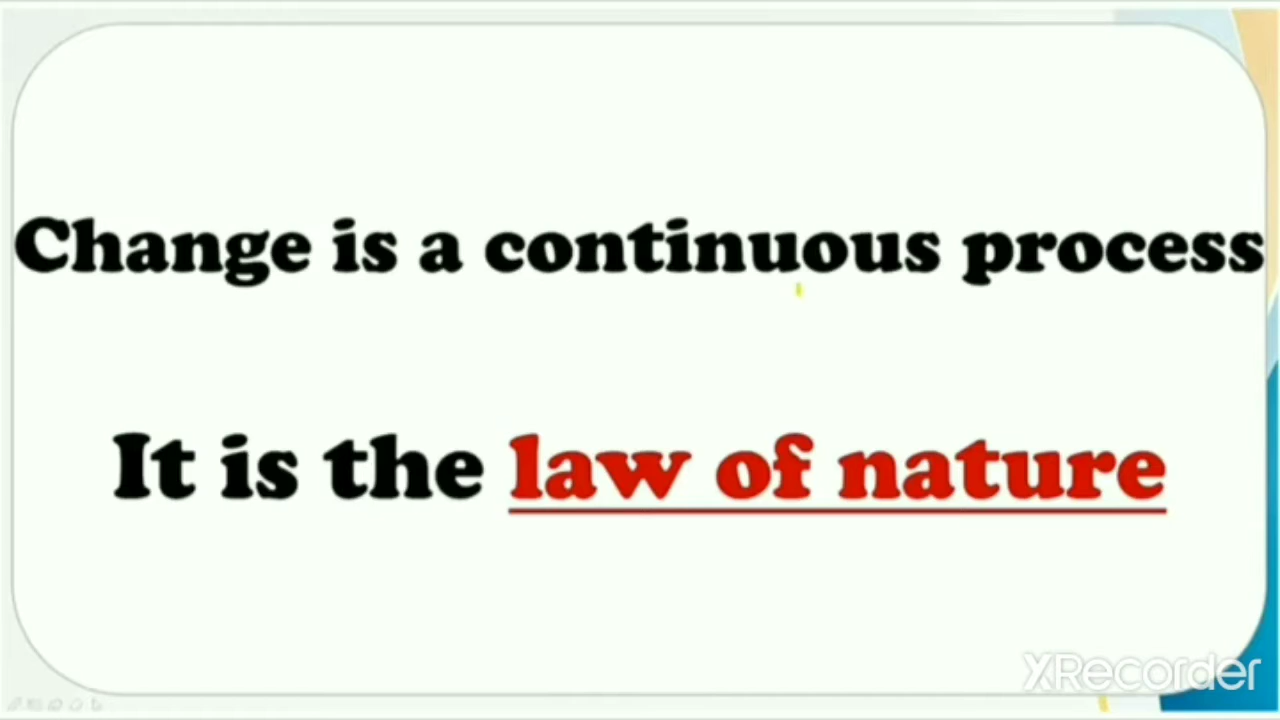 Change is a continuous process
It is the law of nature
XRecorder